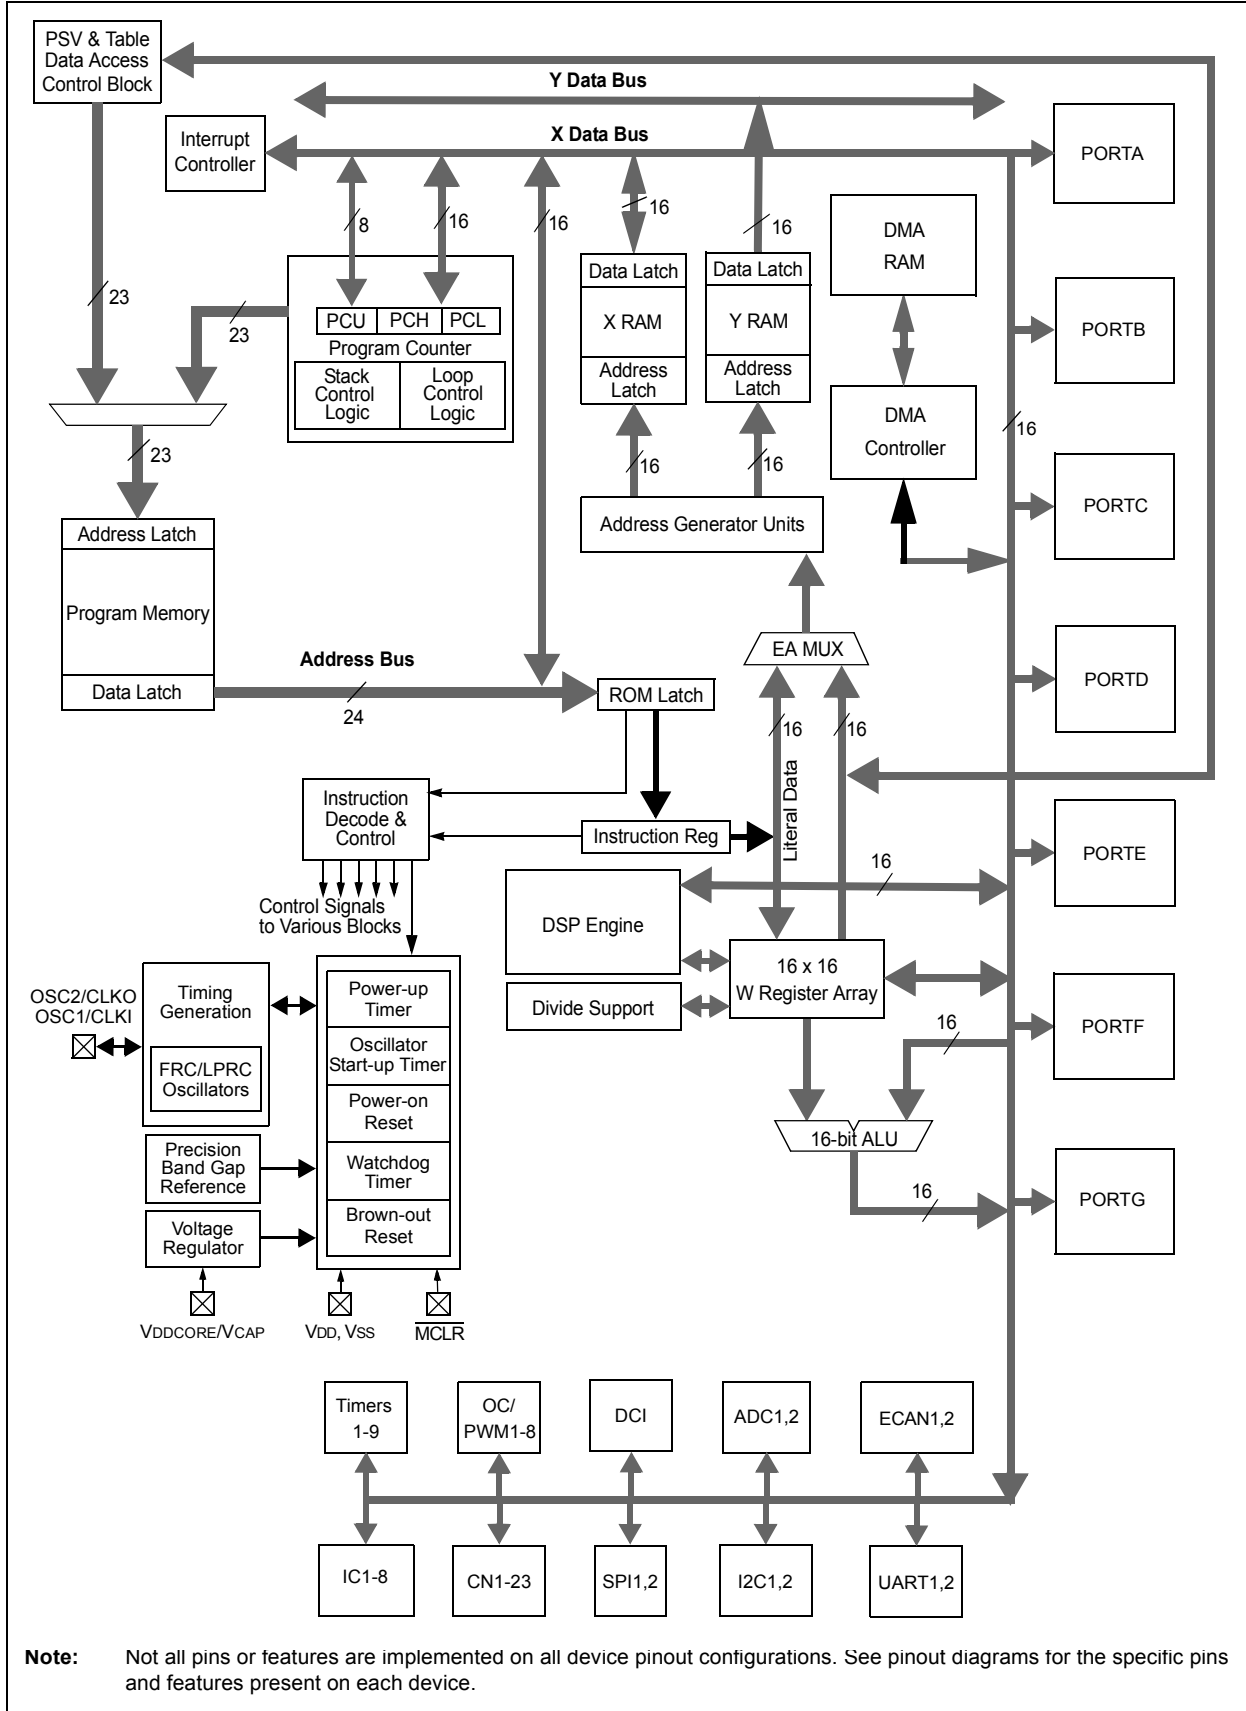 PSV & Table
Data Access
Control Block
Y Data Bus
X Data Bus
Interrupt
Controller
PORTA
8
16
16
16
16
DMA
RAM
23
23
Data Latch
X RAM
Address
Latch
Data Latch
Y RAM
Address
Latch
PCU
PCH
PCL
Program Counter
Stack
Control
Logic
Loop
Control
Logic
PORTB
DMA
Controller
16
23
16
16
PORTC
Address Latch
Program Memory
Data Latch
Address Generator Units
EA MUX
PORTD
Address Bus
24
ROM Latch
16
16
Literal Data
Instruction
Decode &
Control
Instruction Reg
PORTE
16
Control Signals
to Various Blocks
DSP Engine
16 x 16
W Register Array
Divide Support
OSC2/CLKO
OSC1/CLKI
Timing
Generation
FRC/LPRC
Oscillators
Power-up
Timer
Oscillator
Start-up Timer
Power-on
Reset
Watchdog
Timer
Brown-out
Reset
PORTF
16
16-bit ALU
Precision
Band Gap
Reference
Voltage
Regulator
16
PORTG
VDDCORE/VCAP
VDD, VSS
MCLR
Timers
1-9
OC/
PWM1-8
DCI
ADC1,2
ECAN1,2
IC1-8
CN1-23
SPI1,2
I2C1,2
UART1,2
Note: Not all pins or features are implemented on all device pinout configurations. See pinout diagrams for the specific pins
and features present on each device.